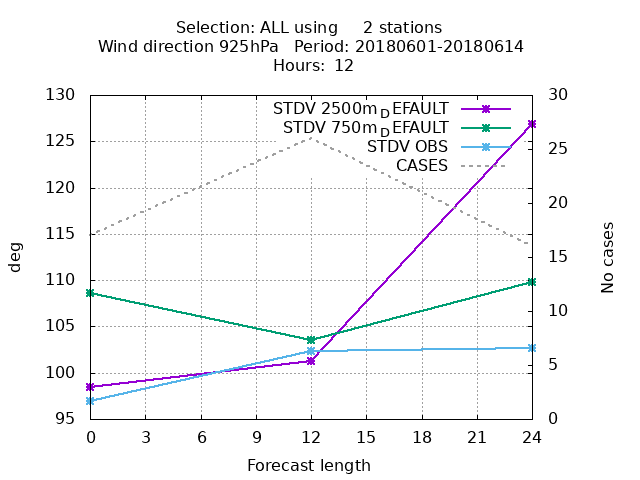 Selection: ALL using 2 stations
Wind direction 925hPa Period: 20180601-20180614
Hours: 12
STDV 2500m_DEFAULT
STDV 750m_DEFAULT
STDV OBS
CASES
130
125
120
115
110
105
100
95
deg
30
25
20
15
10
5
0
No cases
0 3 6 9 12 15 18 21 24
Forecast length